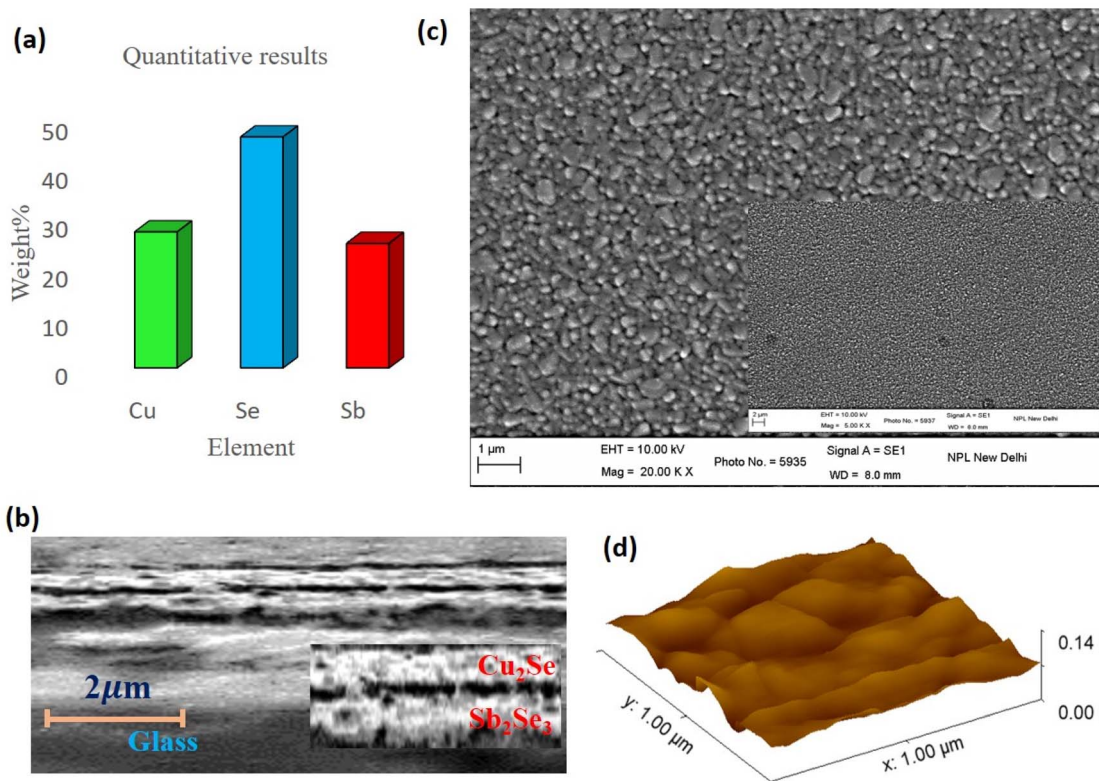 (a)
Quantitative results
50
40
30
20
10
0
Weight%
Cu Se Sb
Element
(c)
2 µm
EHT = 10.00 kV
Mag = 5.00 K X
Photo No. = 5937
Signal A = SE1
WD = 6.0 mm
NPL New Delhi
1 µm
EHT = 10.00 kV
Mag = 20.00 K X
Photo No. = 5935
Signal A = SE1
WD = 8.0 mm
NPL New Delhi
(b)
2µm
Glass
Cu₂Se
Sb₂Se₃
(d)
0.14
0.00
y: 1.00 µm
x: 1.00 µm